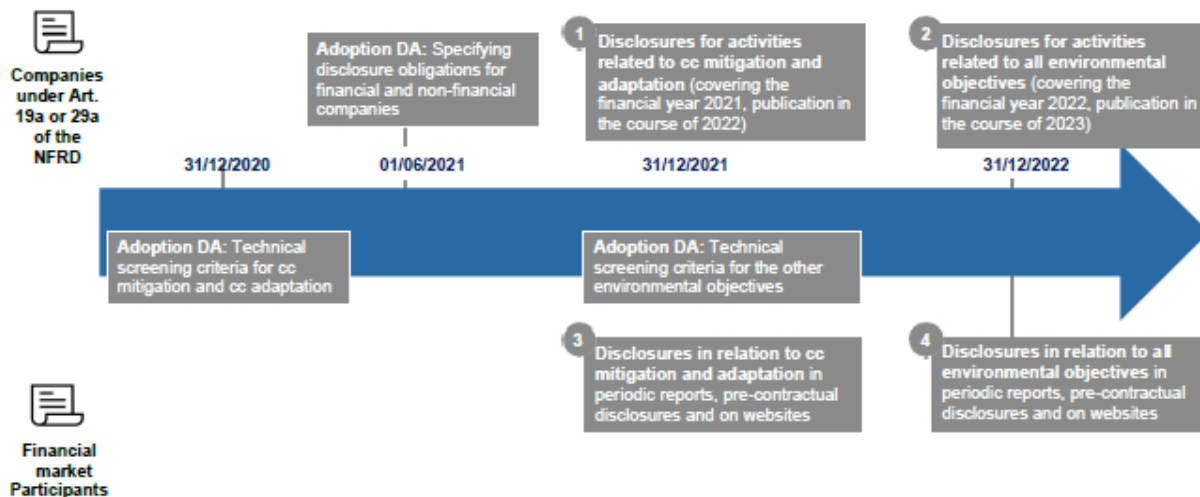 Companies
under Art.
19a or 29a
of the
NFRD
Adoption DA: Specifying
disclosure obligations for
financial and non-financial
companies
1
Disclosures for activities
related to cc mitigation and
adaptation (covering the
financial year 2021, publication in
the course of 2022)
2
Disclosures for activities
related to all environmental
objectives (covering the
financial year 2022, publication in
the course of 2023)
31/12/2020
01/06/2021
31/12/2021
31/12/2022
Adoption DA: Technical
screening criteria for cc
mitigation and cc adaptation
Adoption DA: Technical
screening criteria for the other
environmental objectives
3
Disclosures in relation to cc
mitigation and adaptation in
periodic reports, pre-contractual
disclosures and on websites
4
Disclosures in relation to all
environmental objectives in
periodic reports, pre-contractual
disclosures and on websites
Financial
market
Participants